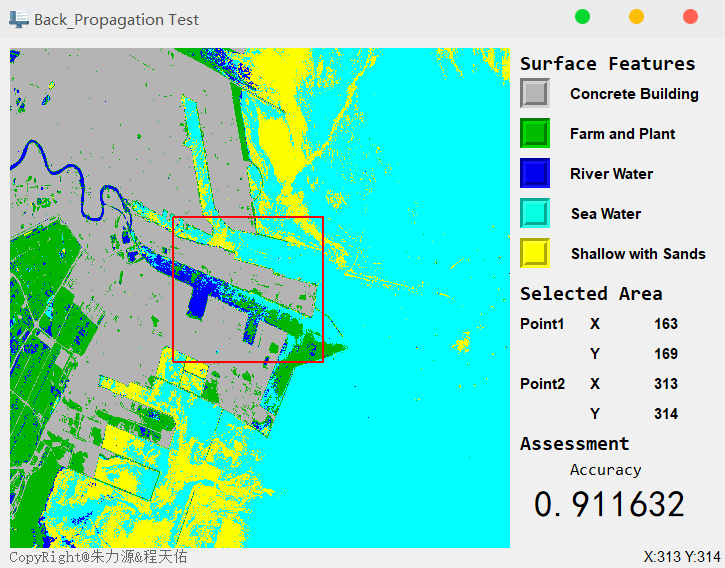 Back_Propagation Test
Surface Features
Concrete Building
Farm and Plant
River Water
Sea Water
Shallow with Sands
Selected Area
Point1 X 163
Y 169
Point2 X 313
Y 314
Assessment
Accuracy
0.911632
CopyRight@朱力源&程天佑
X:313 Y:314